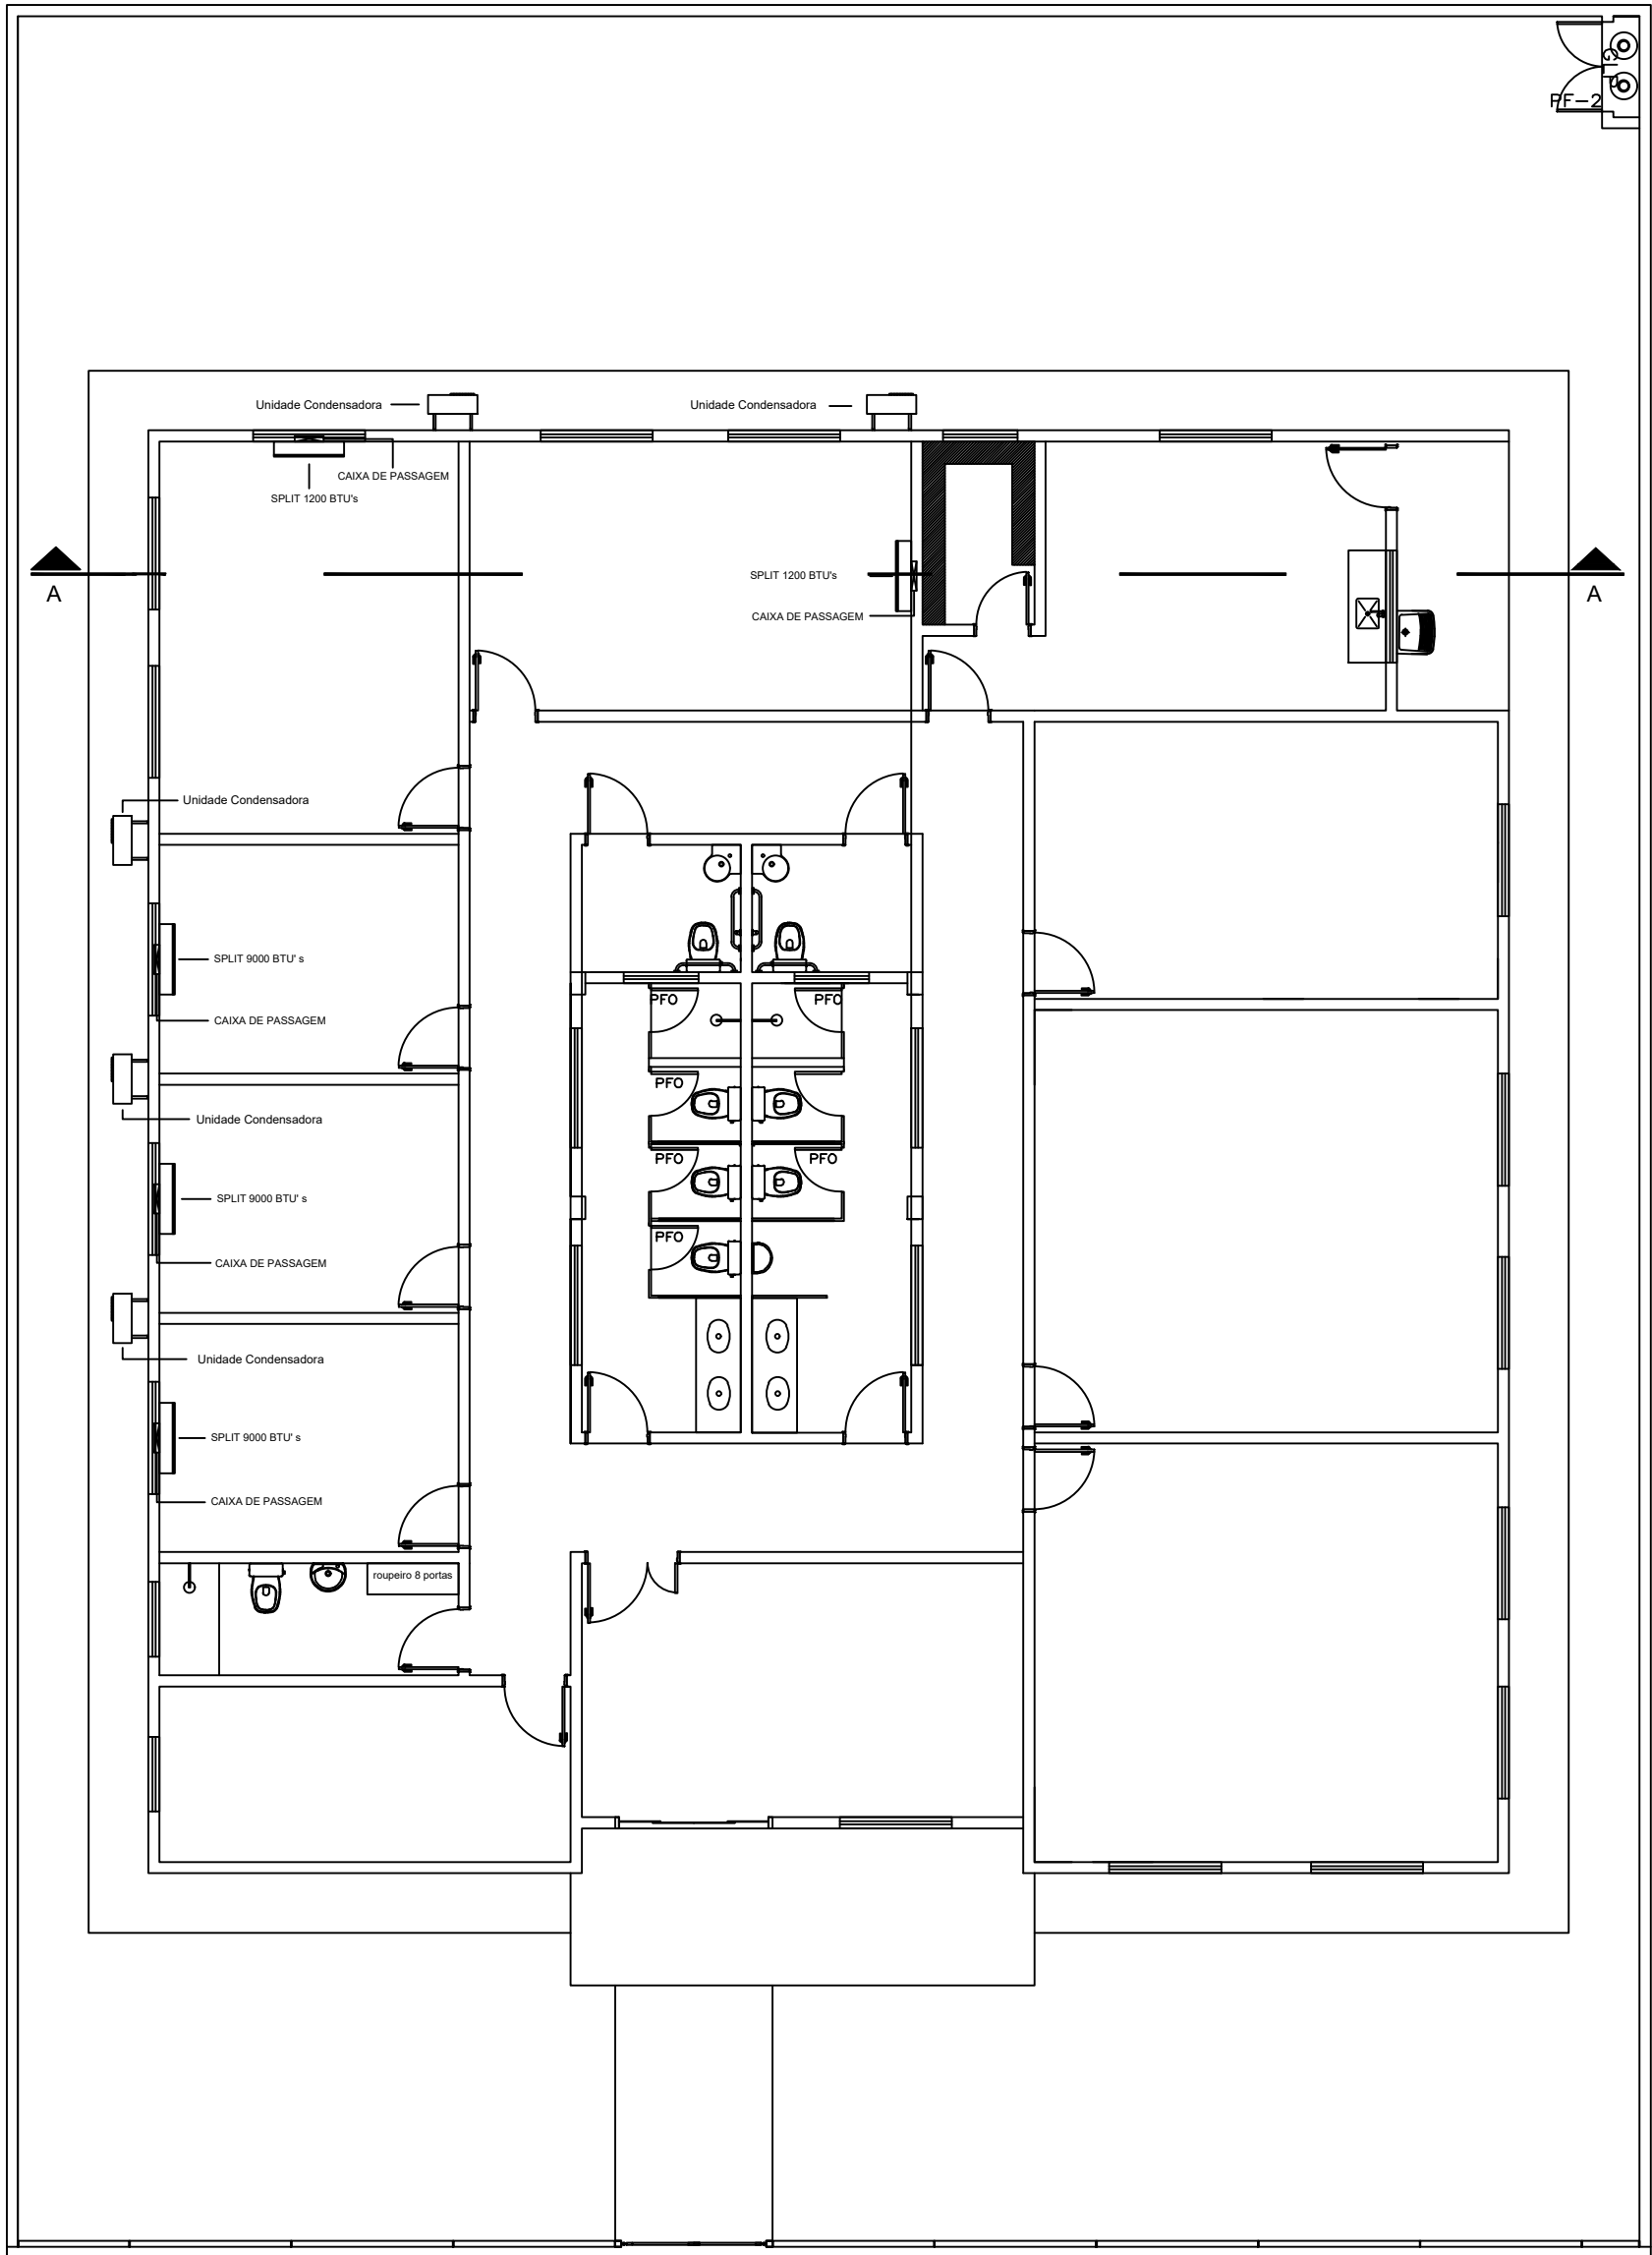 GLP
PF-2
Unidade Condensadora
Unidade Condensadora
CAIXA DE PASSAGEM
SPLIT 1200 BTU's
SPLIT 1200 BTU's
A
A
CAIXA DE PASSAGEM
Unidade Condensadora
SPLIT 9000 BTU' s
PFO
PFO
CAIXA DE PASSAGEM
PFO
Unidade Condensadora
PFO
PFO
SPLIT 9000 BTU' s
PFO
CAIXA DE PASSAGEM
Unidade Condensadora
SPLIT 9000 BTU' s
CAIXA DE PASSAGEM
roupeiro 8 portas